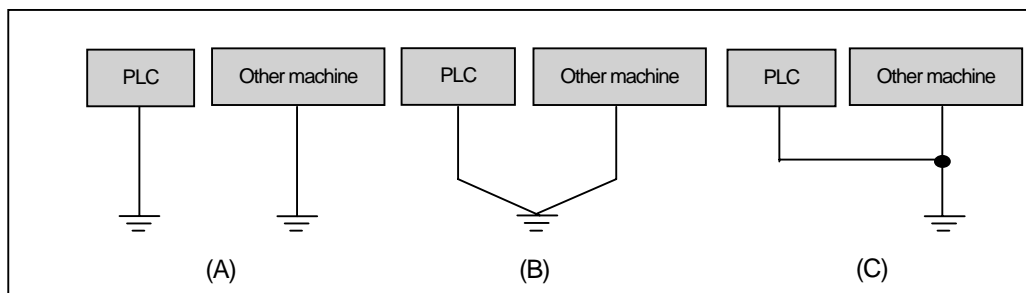 PLC Other machine PLC Other machine PLC Other machine
(A) (B) (C)